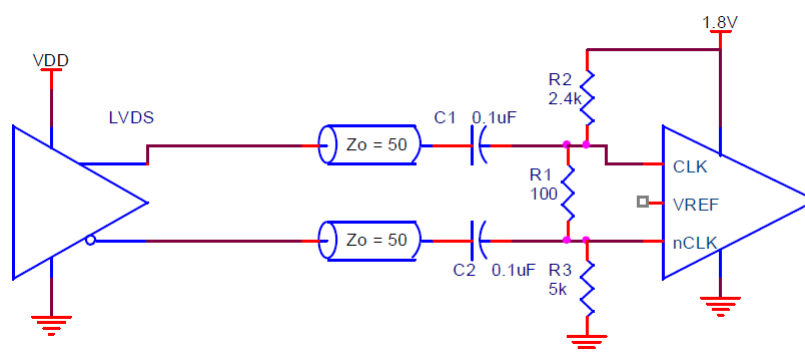 1.8V
VDD
R2
2.4k
LVDS
C1 0.1uF
Zo = 50
CLK
R1
100
VREF
Zo = 50
nCLK
C2 0.1uF
R3
5k